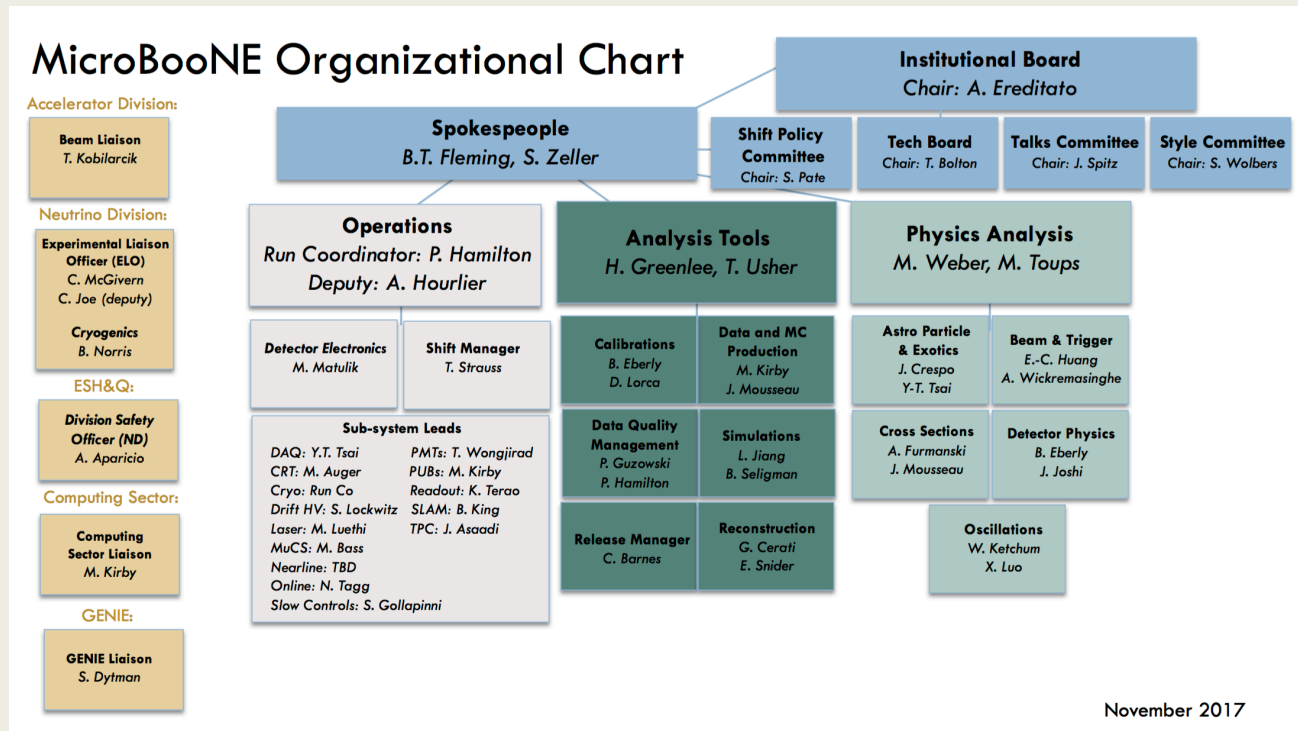 MicroBooNE Organizational Chart
Institutional Board
Chair: A. Ereditato
Spokespeople
B.T. Fleming, S. Zeller
Shift Policy
Committee
Chair: S. Pate
Tech Board
Chair: T. Bolton
Talks Committee
Chair: J. Spitz
Style Committee
Chair: S. Wolbers
Accelerator Division:
Beam Liaison
T. Kobilarcik
Neutrino Division:
Experimental Liaison
Officer (ELO)
C. McGivern
C. Joe (deputy)
Cryogenics
B. Norris
ESH&Q:
Division Safety
Officer (ND)
A. Aparicio
Computing Sector:
Computing
Sector Liaison
M. Kirby
GENIE:
GENIE Liaison
S. Dytman
Operations
Run Coordinator: P. Hamilton
Deputy: A. Hourlier
Detector Electronics
M. Matulik
Shift Manager
T. Strauss
Sub-system Leads
DAQ: Y.T. Tsai
CRT: M. Auger
Cryo: Run Co
Drift HV: S. Lockwitz
Laser: M. Luethi
MuCS: M. Bass
Nearline: TBD
Online: N. Tagg
Slow Controls: S. Gollapinni
PMTs: T. Wongjirad
PUBs: M. Kirby
Readout: K. Terao
SLAM: B. King
TPC: J. Asaadi
Analysis Tools
H. Greenlee, T. Usher
Calibrations
B. Eberly
D. Lorca
Data and MC
Production
M. Kirby
J. Mousseau
Data Quality
Management
P. Guzowski
P. Hamilton
Simulations
L. Jiang
B. Seligman
Release Manager
C. Barnes
Reconstruction
G. Cerati
E. Snider
Physics Analysis
M. Weber, M. Toups
Astro Particle
& Exotics
J. Crespo
Y-T. Tsai
Beam & Trigger
E.-C. Huang
A. Wickremasinghe
Cross Sections
A. Furmanski
J. Mousseau
Detector Physics
B. Eberly
J. Joshi
Oscillations
W. Ketchum
X. Luo
November 2017